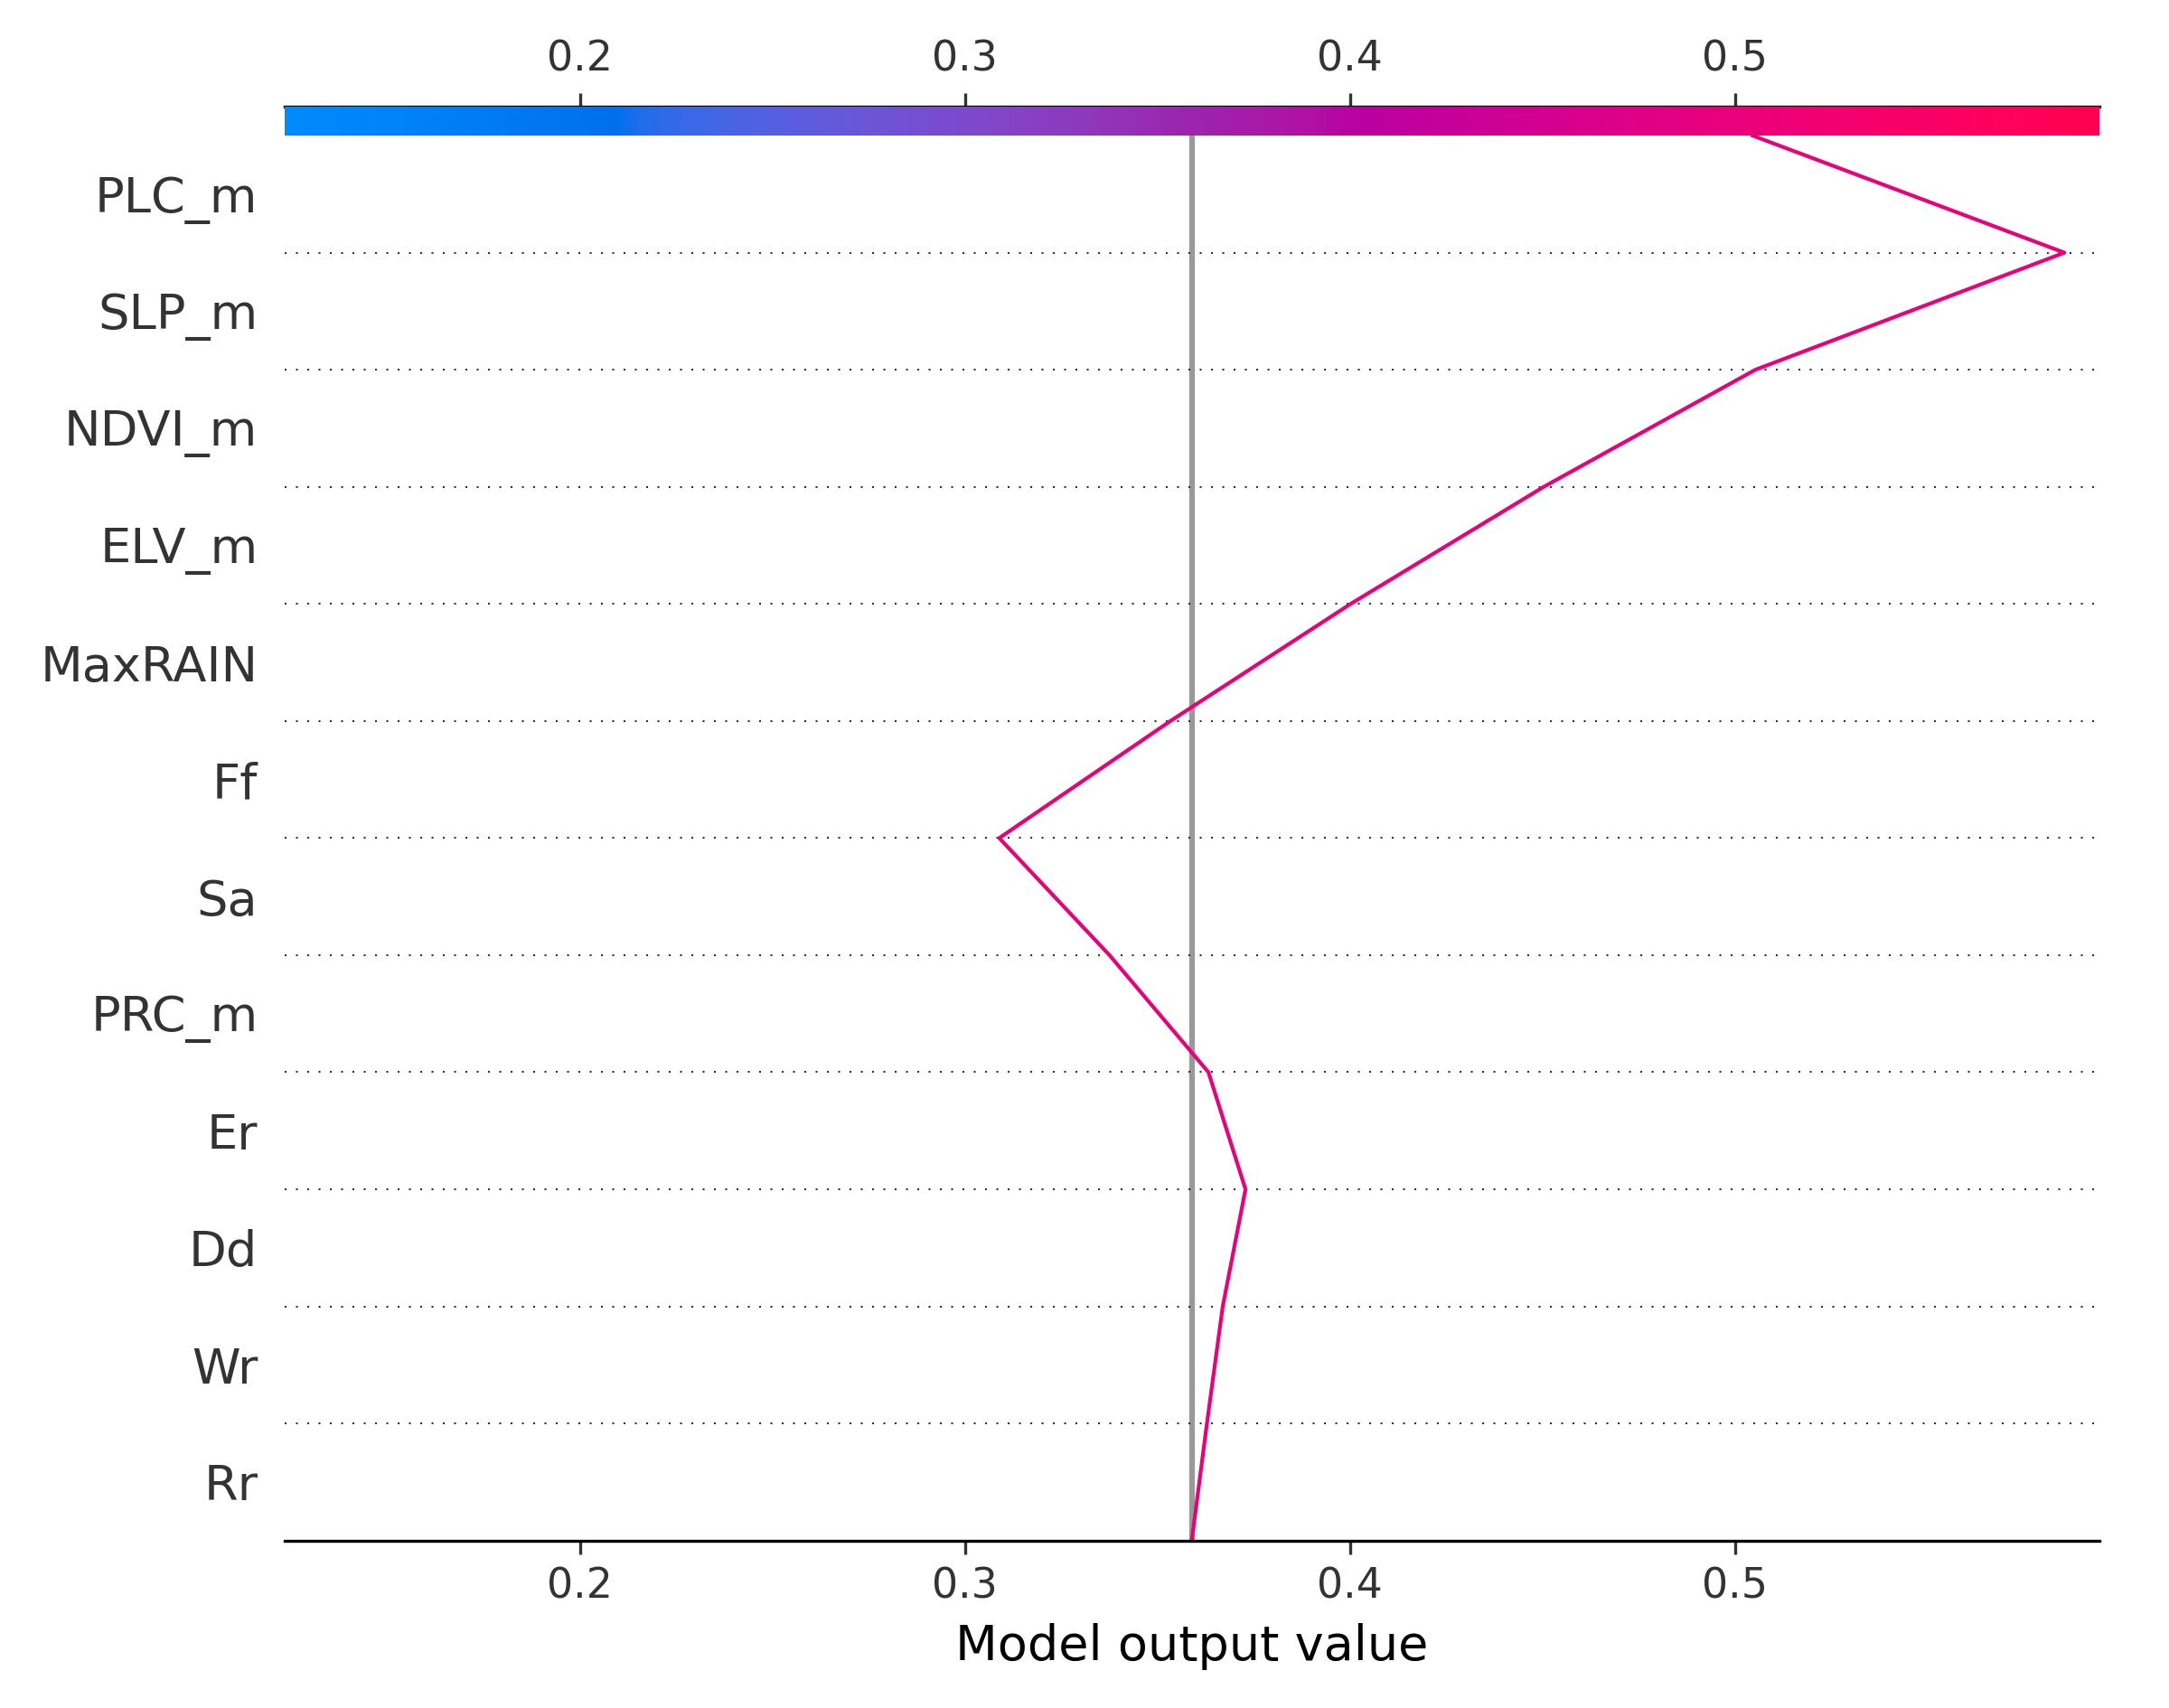 0.2 0.3 0.4 0.5
PLC_m
SLP_m
NDVI_m
ELV_m
MaxRAIN
Ff
Sa
PRC_m
Er
Dd
Wr
Rr
0.2 0.3 0.4 0.5
Model output value